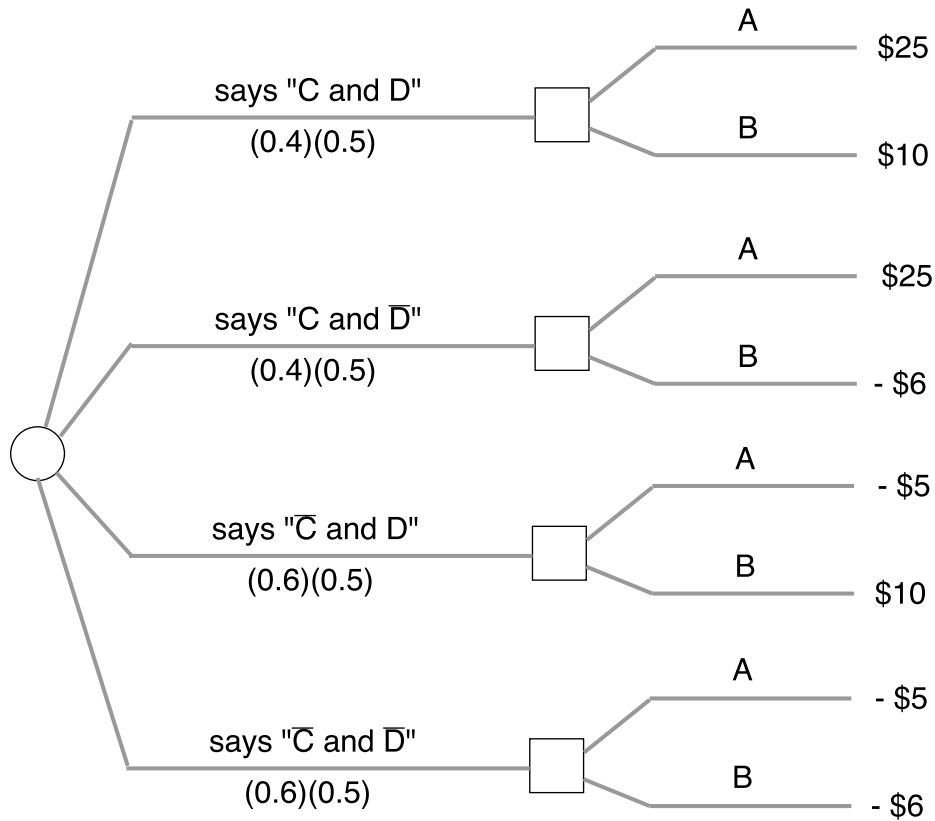 A
$25
says "C and D"
(0.4)(0.5)
B
$10
A
$25
says "C and D̅"
(0.4)(0.5)
B
- $6
A
- $5
says "C̅ and D"
(0.6)(0.5)
B
$10
A
- $5
says "C̅ and D̅"
(0.6)(0.5)
B
- $6